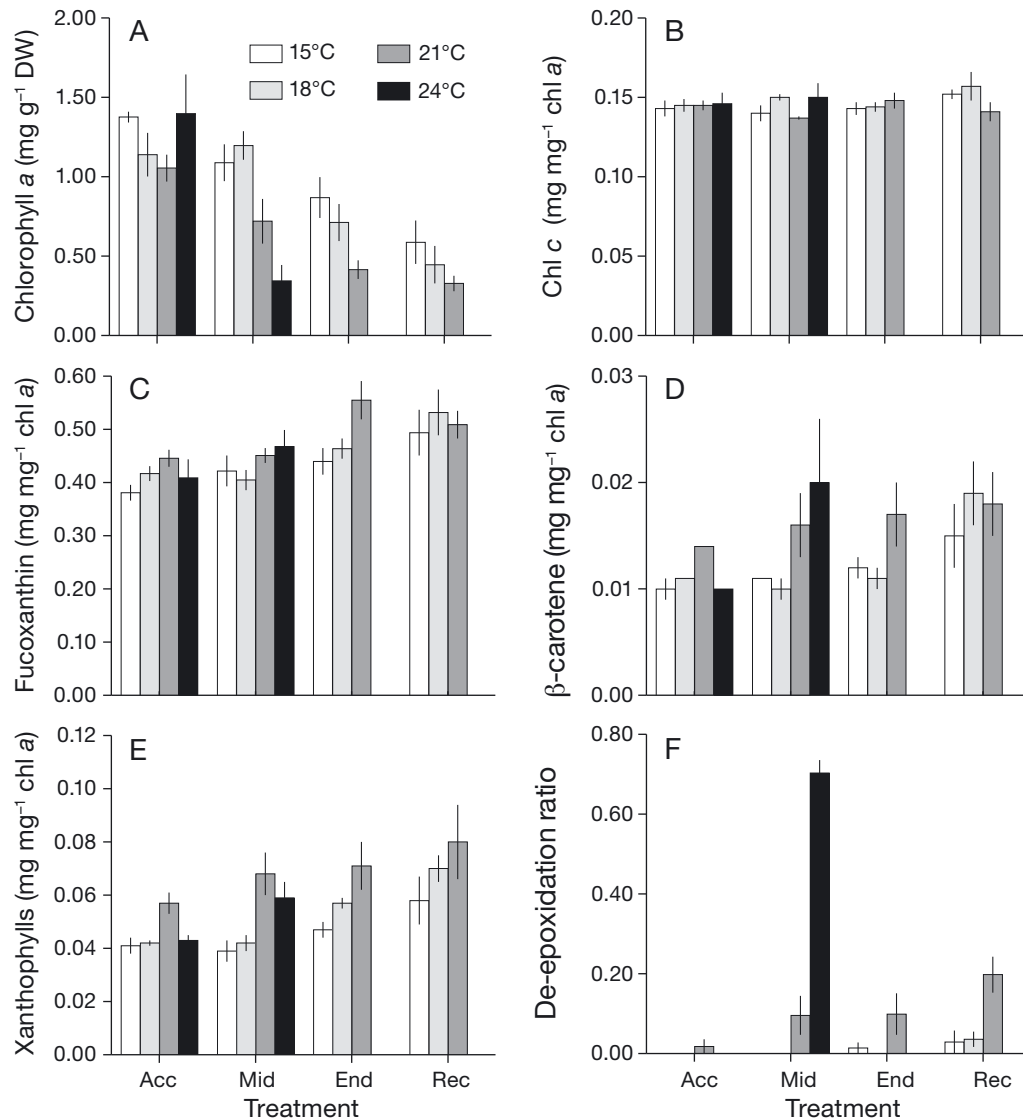 A
15°C
21°C
18°C
24°C
2.00
1.50
1.00
0.50
0.00
Chlorophyll a (mg g⁻¹ DW)
B
0.20
0.15
0.10
0.05
0.00
Chl c (mg mg⁻¹ chl a)
C
0.60
0.50
0.40
0.30
0.20
0.10
0.00
Fucoxanthin (mg mg⁻¹ chl a)
D
0.03
0.02
0.01
0.00
β-carotene (mg mg⁻¹ chl a)
E
0.12
0.10
0.08
0.06
0.04
0.02
0.00
Xanthophylls (mg mg⁻¹ chl a)
Acc Mid End Rec
Treatment
F
0.80
0.60
0.40
0.20
0.00
De-epoxidation ratio
Acc Mid End Rec
Treatment